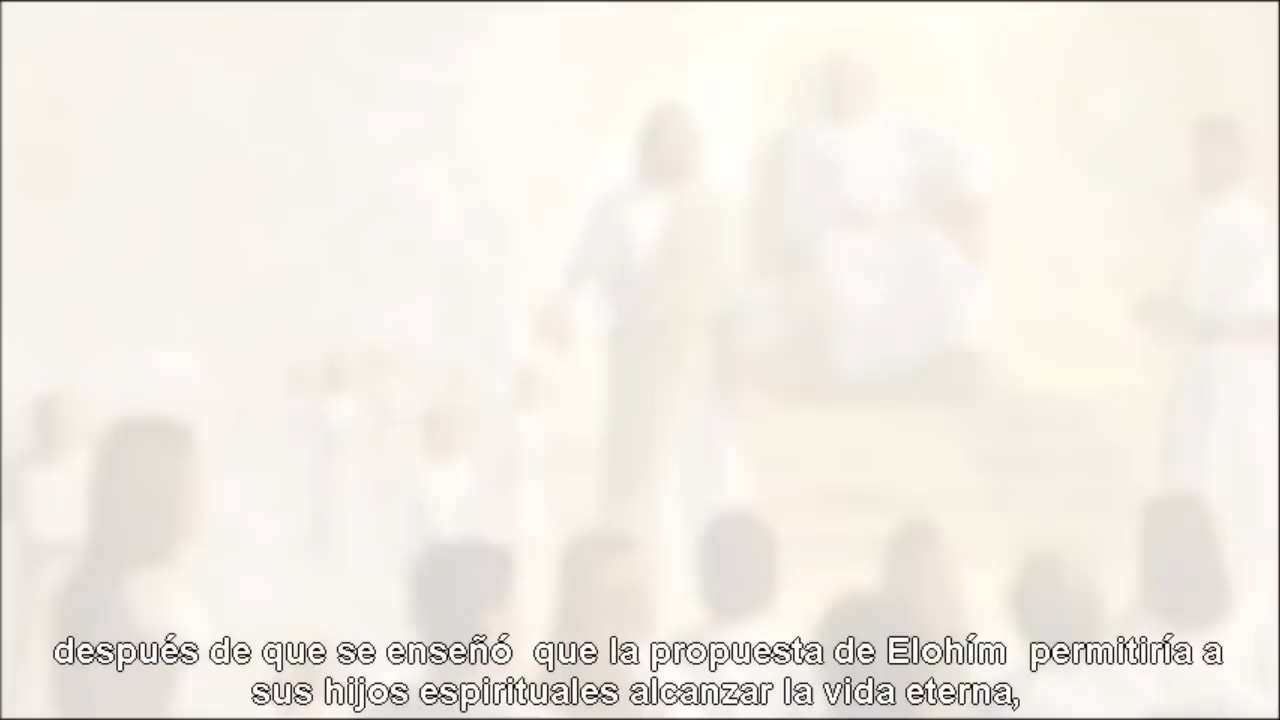 después de que se enseñó que la propuesta de Elohím permitiría a
sus hijos espirituales alcanzar la vida eterna,